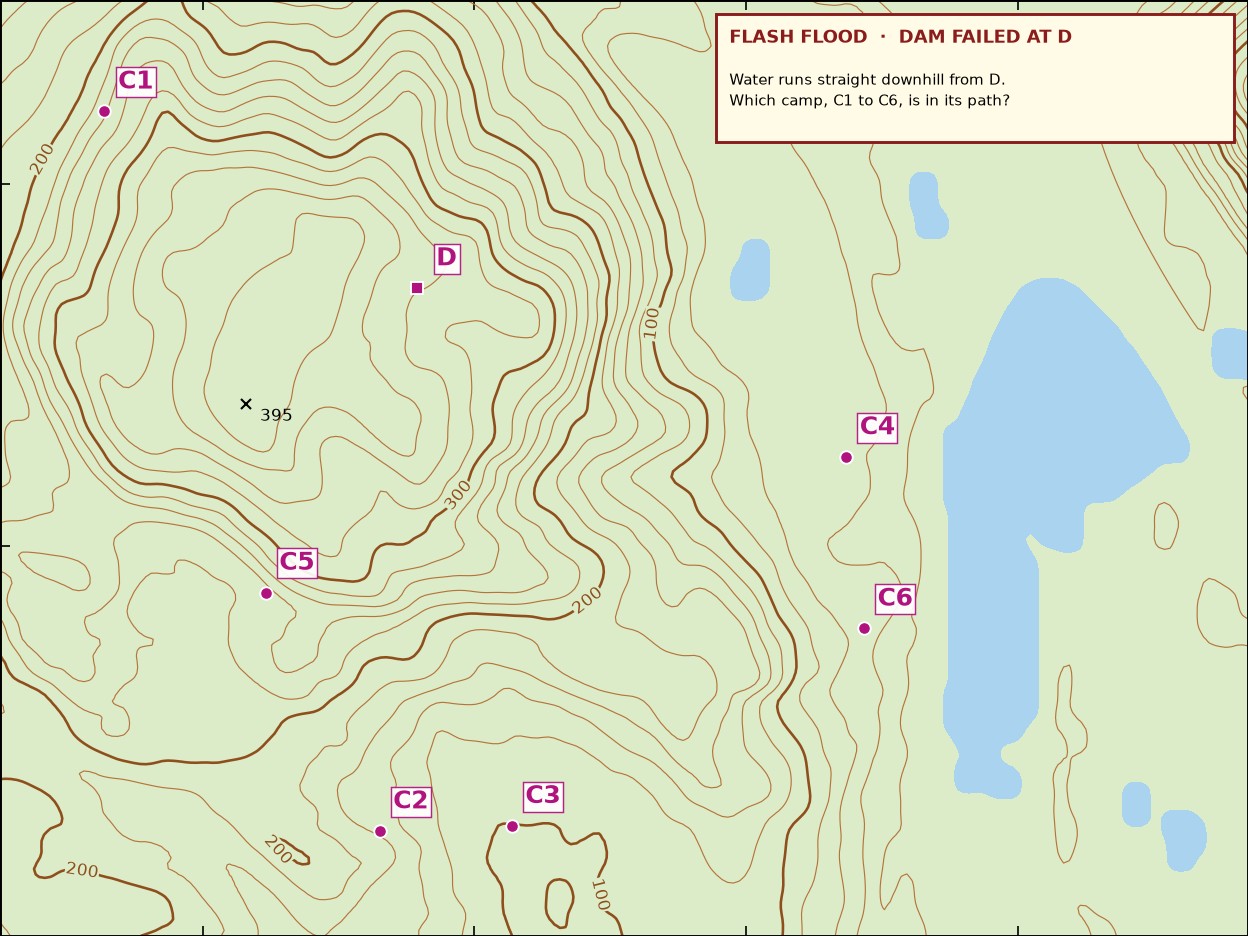 FLASH FLOOD · DAM FAILED AT D
Water runs straight downhill from D.
Which camp, C1 to C6, is in its path?
C1
200
D
100
395
C4
300
C5
C6
200
C3
C2
200
200
100